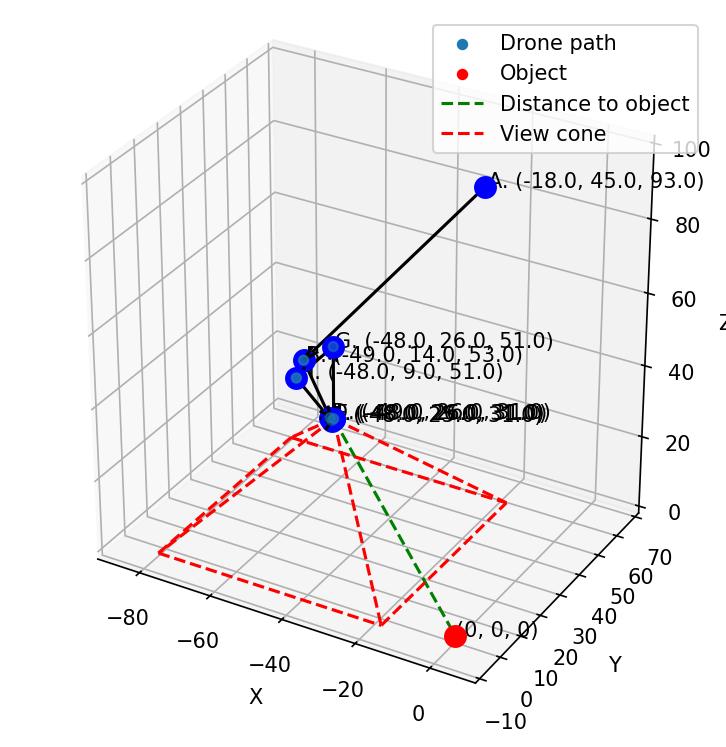 Drone path
Object
Distance to object
View cone
100
A. (-18.0, 45.0, 93.0)
80
60
G. (-48.0, 26.0, 51.0)
-49.0, 14.0, 53.0)
(-48.0, 9.0, 51.0)
40
20
0
(0, 0, 0)
−80
−60
−40
−20
0
X
70
60
50
40
30
20
10
0
−10
Y